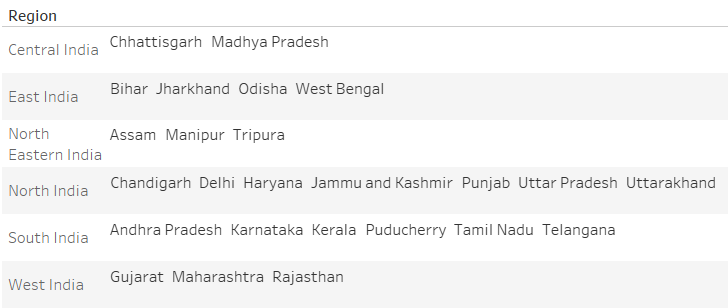 Region
Central India Chhattisgarh Madhya Pradesh
East India Bihar Jharkhand Odisha West Bengal
North
Eastern India Assam Manipur Tripura
North India Chandigarh Delhi Haryana Jammu and Kashmir Punjab Uttar Pradesh Uttarakhand
South India Andhra Pradesh Karnataka Kerala Puducherry Tamil Nadu Telangana
West India Gujarat Maharashtra Rajasthan